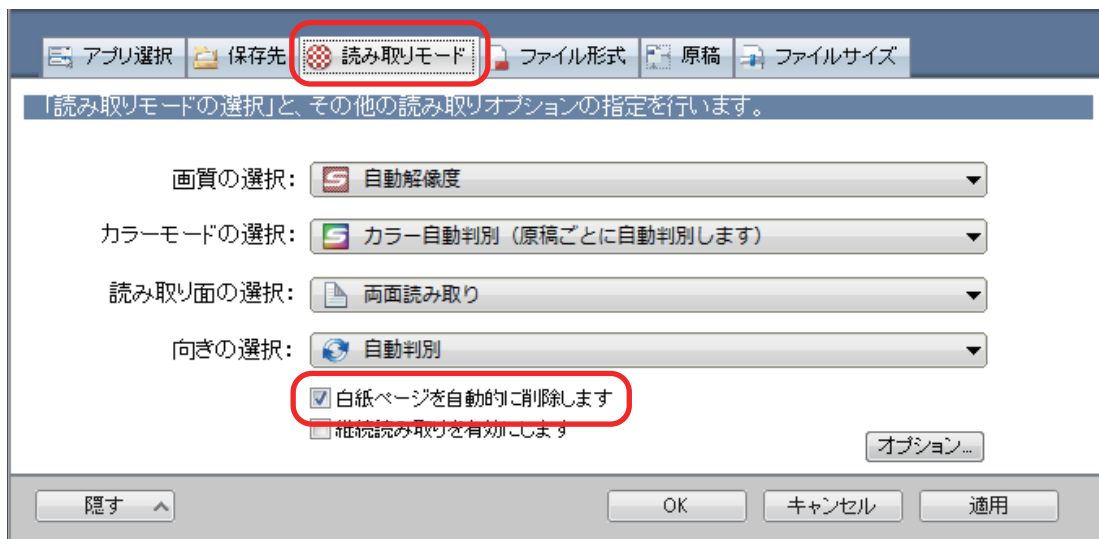 アプリ選択 保存先 読み取りモード ファイル形式 原稿 ファイルサイズ
「読み取りモードの選択」と、その他の読み取りオプションの指定を行います。
画質の選択: 自動解像度
カラーモードの選択: カラー自動判別（原稿ごとに自動判別します）
読み取り面の選択: 両面読み取り
向きの選択: 自動判別
白紙ページを自動的に削除します
継続読み取りを有効にします
オプション...
隠す OK キャンセル 適用